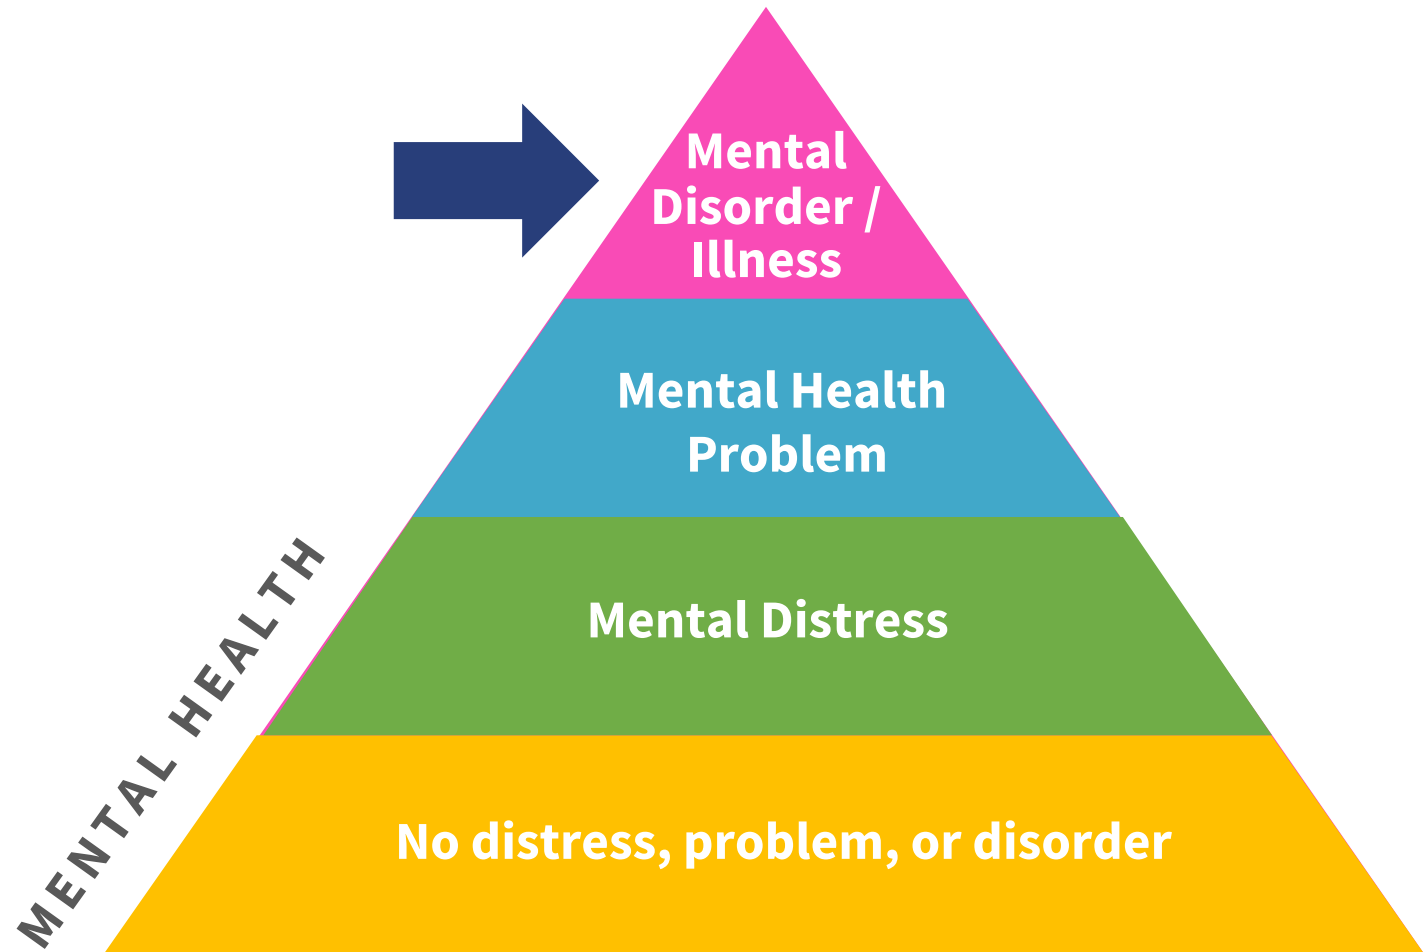 Mental
Disorder /
Illness
Mental Health
Problem
Mental Distress
No distress, problem, or disorder
MENTAL HEALTH